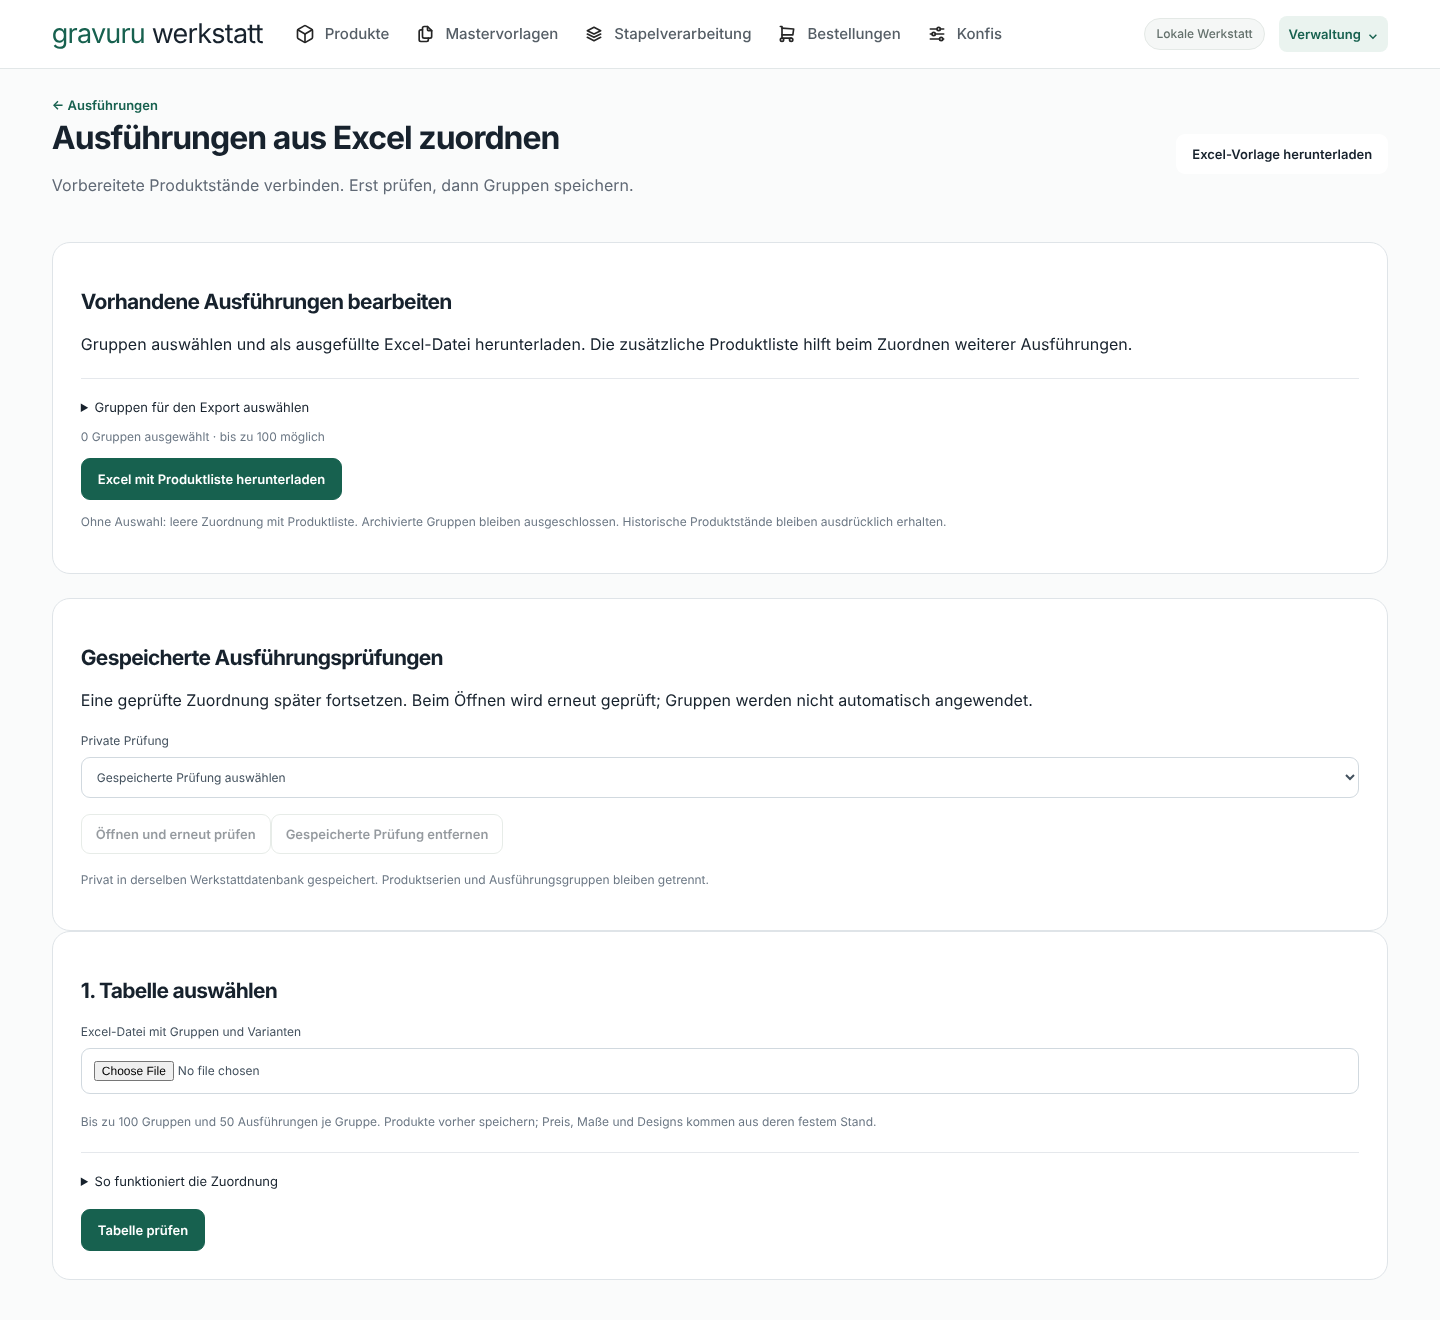 gravuru werkstatt
Produkte
Mastervorlagen
Stapelverarbeitung
Bestellungen
Konfis
Lokale Werkstatt
Verwaltung
← Ausführungen
Ausführungen aus Excel zuordnen
Vorbereitete Produktstände verbinden. Erst prüfen, dann Gruppen speichern.
Excel-Vorlage herunterladen
Vorhandene Ausführungen bearbeiten
Gruppen auswählen und als ausgefüllte Excel-Datei herunterladen. Die zusätzliche Produktliste hilft beim Zuordnen weiterer Ausführungen.
Gruppen für den Export auswählen
0 Gruppen ausgewählt · bis zu 100 möglich
Excel mit Produktliste herunterladen
Ohne Auswahl: leere Zuordnung mit Produktliste. Archivierte Gruppen bleiben ausgeschlossen. Historische Produktstände bleiben ausdrücklich erhalten.
Gespeicherte Ausführungsprüfungen
Eine geprüfte Zuordnung später fortsetzen. Beim Öffnen wird erneut geprüft; Gruppen werden nicht automatisch angewendet.
Private Prüfung
Gespeicherte Prüfung auswählen
Öffnen und erneut prüfen
Gespeicherte Prüfung entfernen
Privat in derselben Werkstattdatenbank gespeichert. Produktserien und Ausführungsgruppen bleiben getrennt.
1. Tabelle auswählen
Excel-Datei mit Gruppen und Varianten
Choose File No file chosen
Bis zu 100 Gruppen und 50 Ausführungen je Gruppe. Produkte vorher speichern; Preis, Maße und Designs kommen aus deren festem Stand.
So funktioniert die Zuordnung
Tabelle prüfen